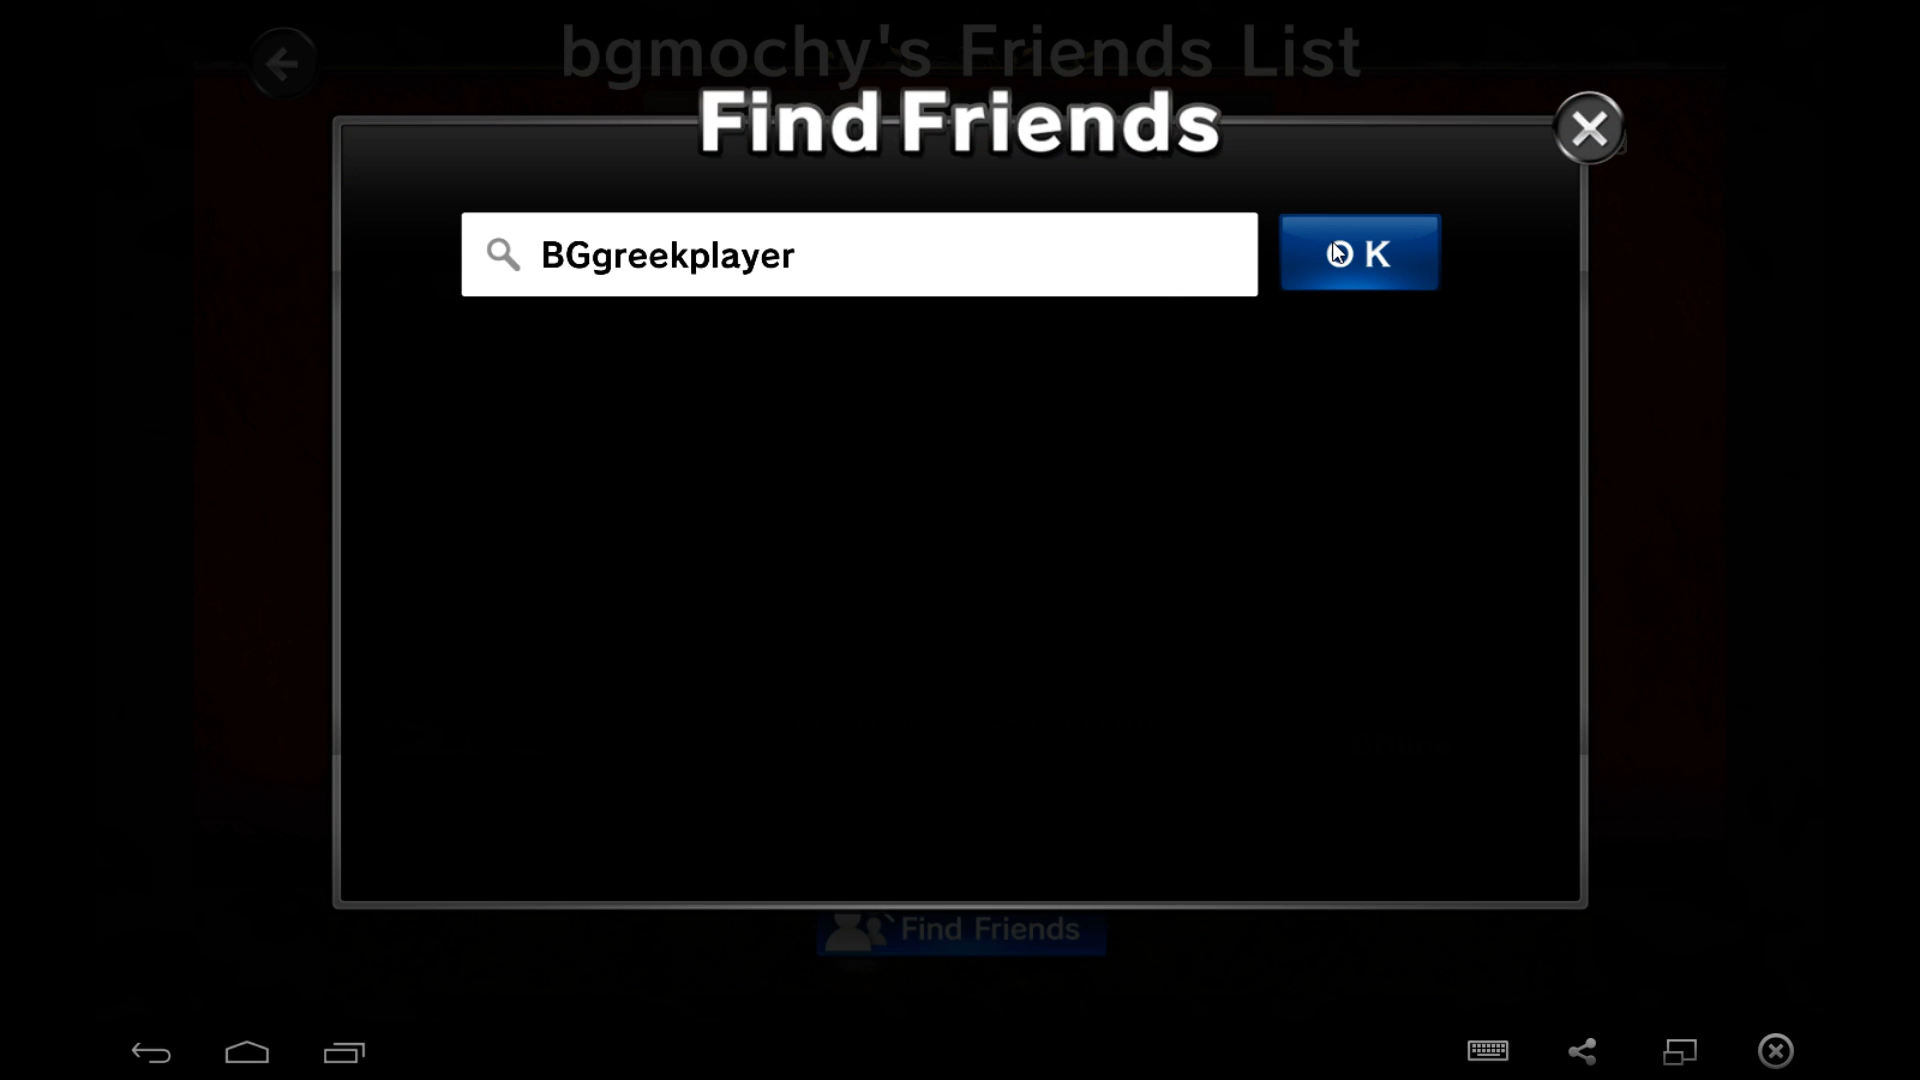 bgmochy's Friends List
Find Friends
BGgreekplayer
OK
Find Friends